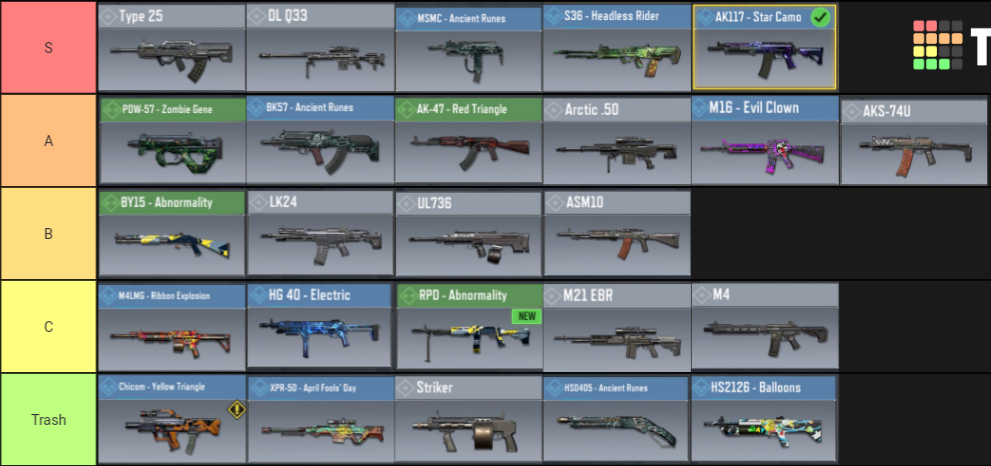 S
Type 25
DL Q33
MSMC - Ancient Runes
S36 - Headless Rider
AK117 - Star Camo
T
A
PDW-57 - Zombie Gene
BK57 - Ancient Runes
AK-47 - Red Triangle
Arctic .50
M16 - Evil Clown
AKS-74U
B
BY15 - Abnormality
LK24
UL736
ASM10
C
M4LMG - Ribbon Explosion
HG 40 - Electric
RPD - Abnormality
NEW
M21 EBR
M4
Trash
Chicom - Yellow Triangle
XPR-50 - April Fools' Day
Striker
HS0405 - Ancient Runes
HS2126 - Balloons